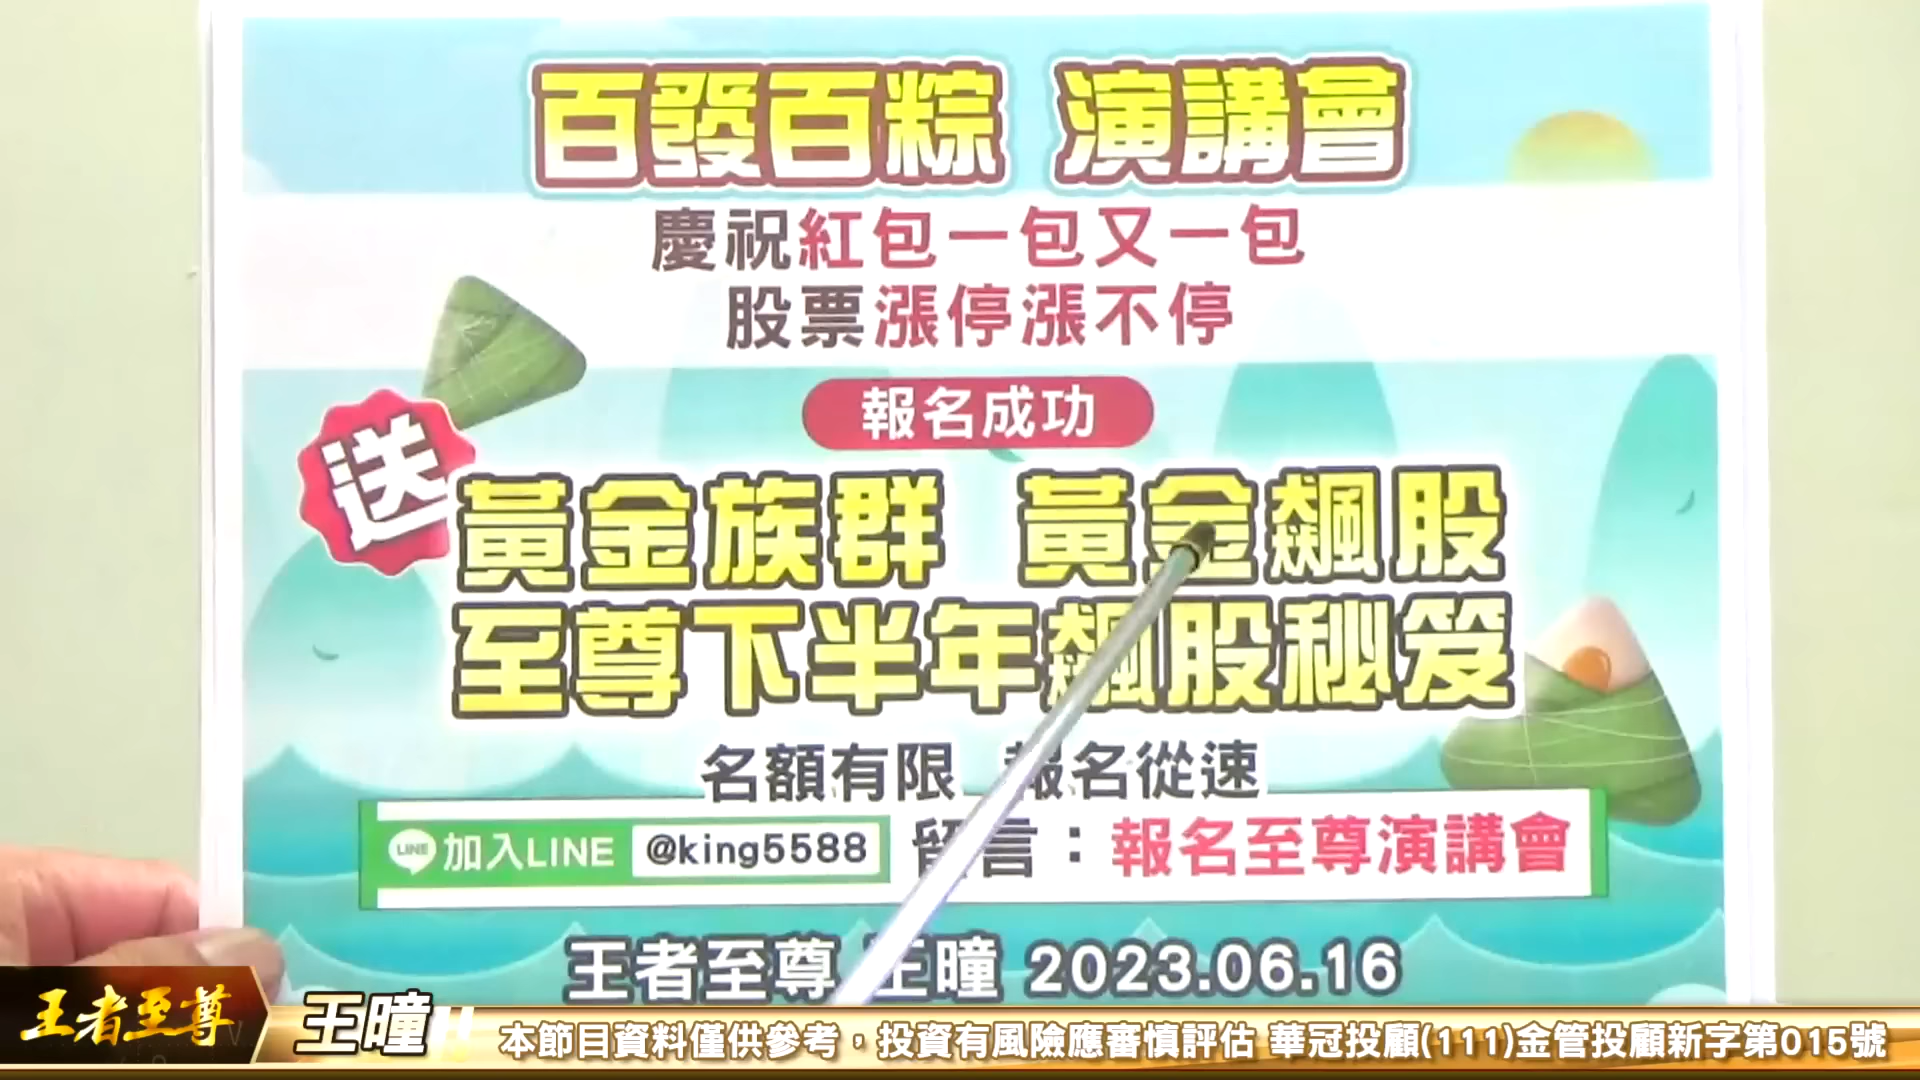 百發百粽 演講會
慶祝紅包一包又一包
股票漲停漲不停
報名成功
送
黃金族群 黃金飆股
至尊下半年飆股秘笈
名額有限 報名從速
LINE 加入LINE @king5588 留言：報名至尊演講會
王者至尊 王曈 2023.06.16
王者至尊 王曈!! 本節目資料僅供參考，投資有風險應審慎評估 華冠投顧(111)金管投顧新字第015號